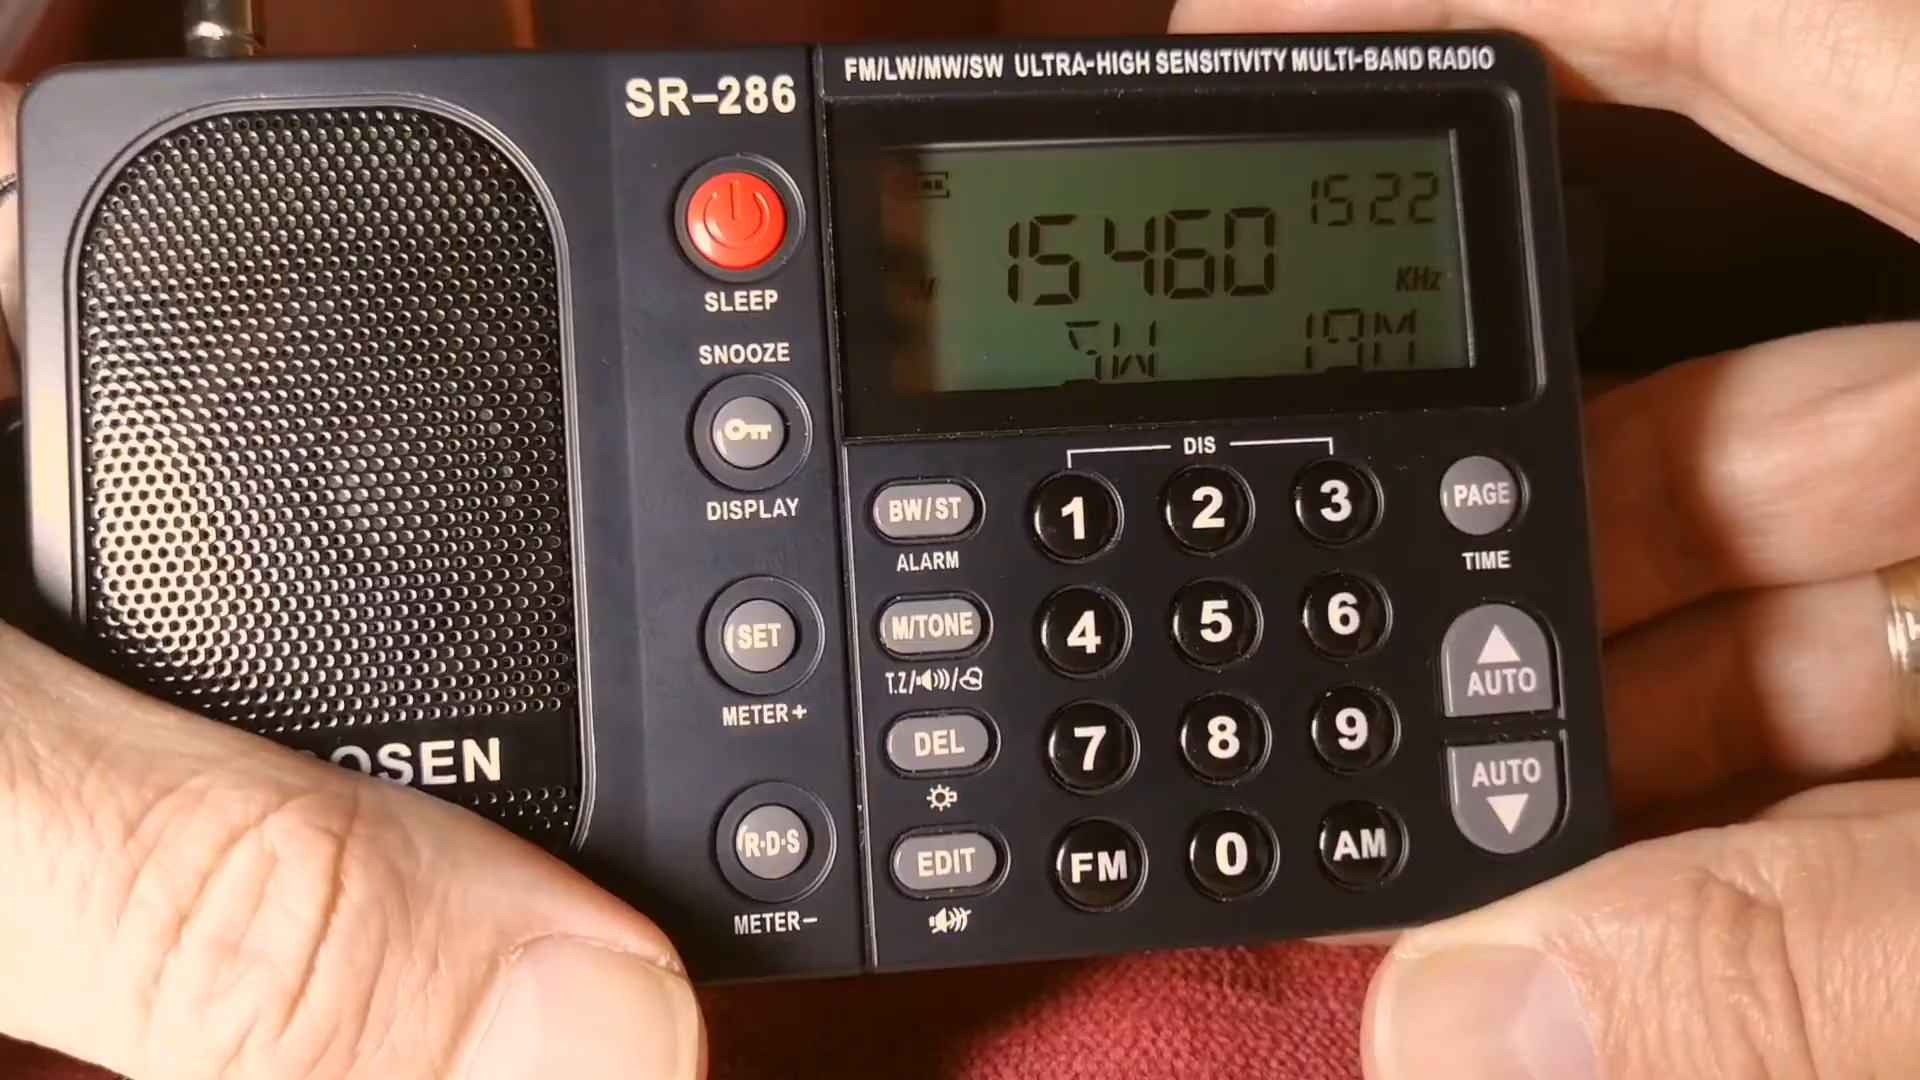 FM/LW/MW/SW ULTRA-HIGH SENSITIVITY MULTI-BAND RADIO
SR-286
1522
15460
KHz
SW 19M
SLEEP
SNOOZE
DISPLAY
SET
METER+
R·D·S
METER-
DIS
BW/ST 1 2 3 PAGE
ALARM TIME
M/TONE 4 5 6
T.Z/
AUTO
DEL 7 8 9
AUTO
EDIT FM 0 AM
OSEN